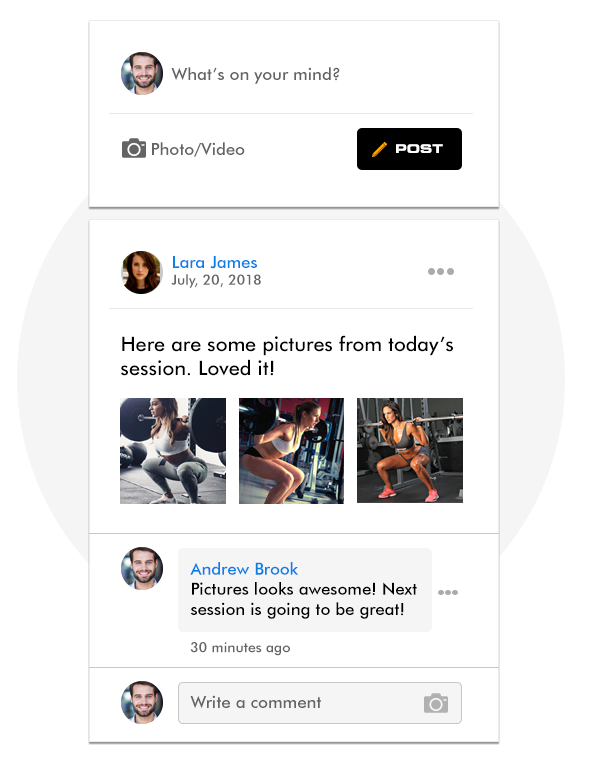 What's on your mind?
Photo/Video
POST
Lara James
July, 20, 2018
Here are some pictures from today's
session. Loved it!
Andrew Brook
Pictures looks awesome! Next
session is going to be great!
30 minutes ago
Write a comment